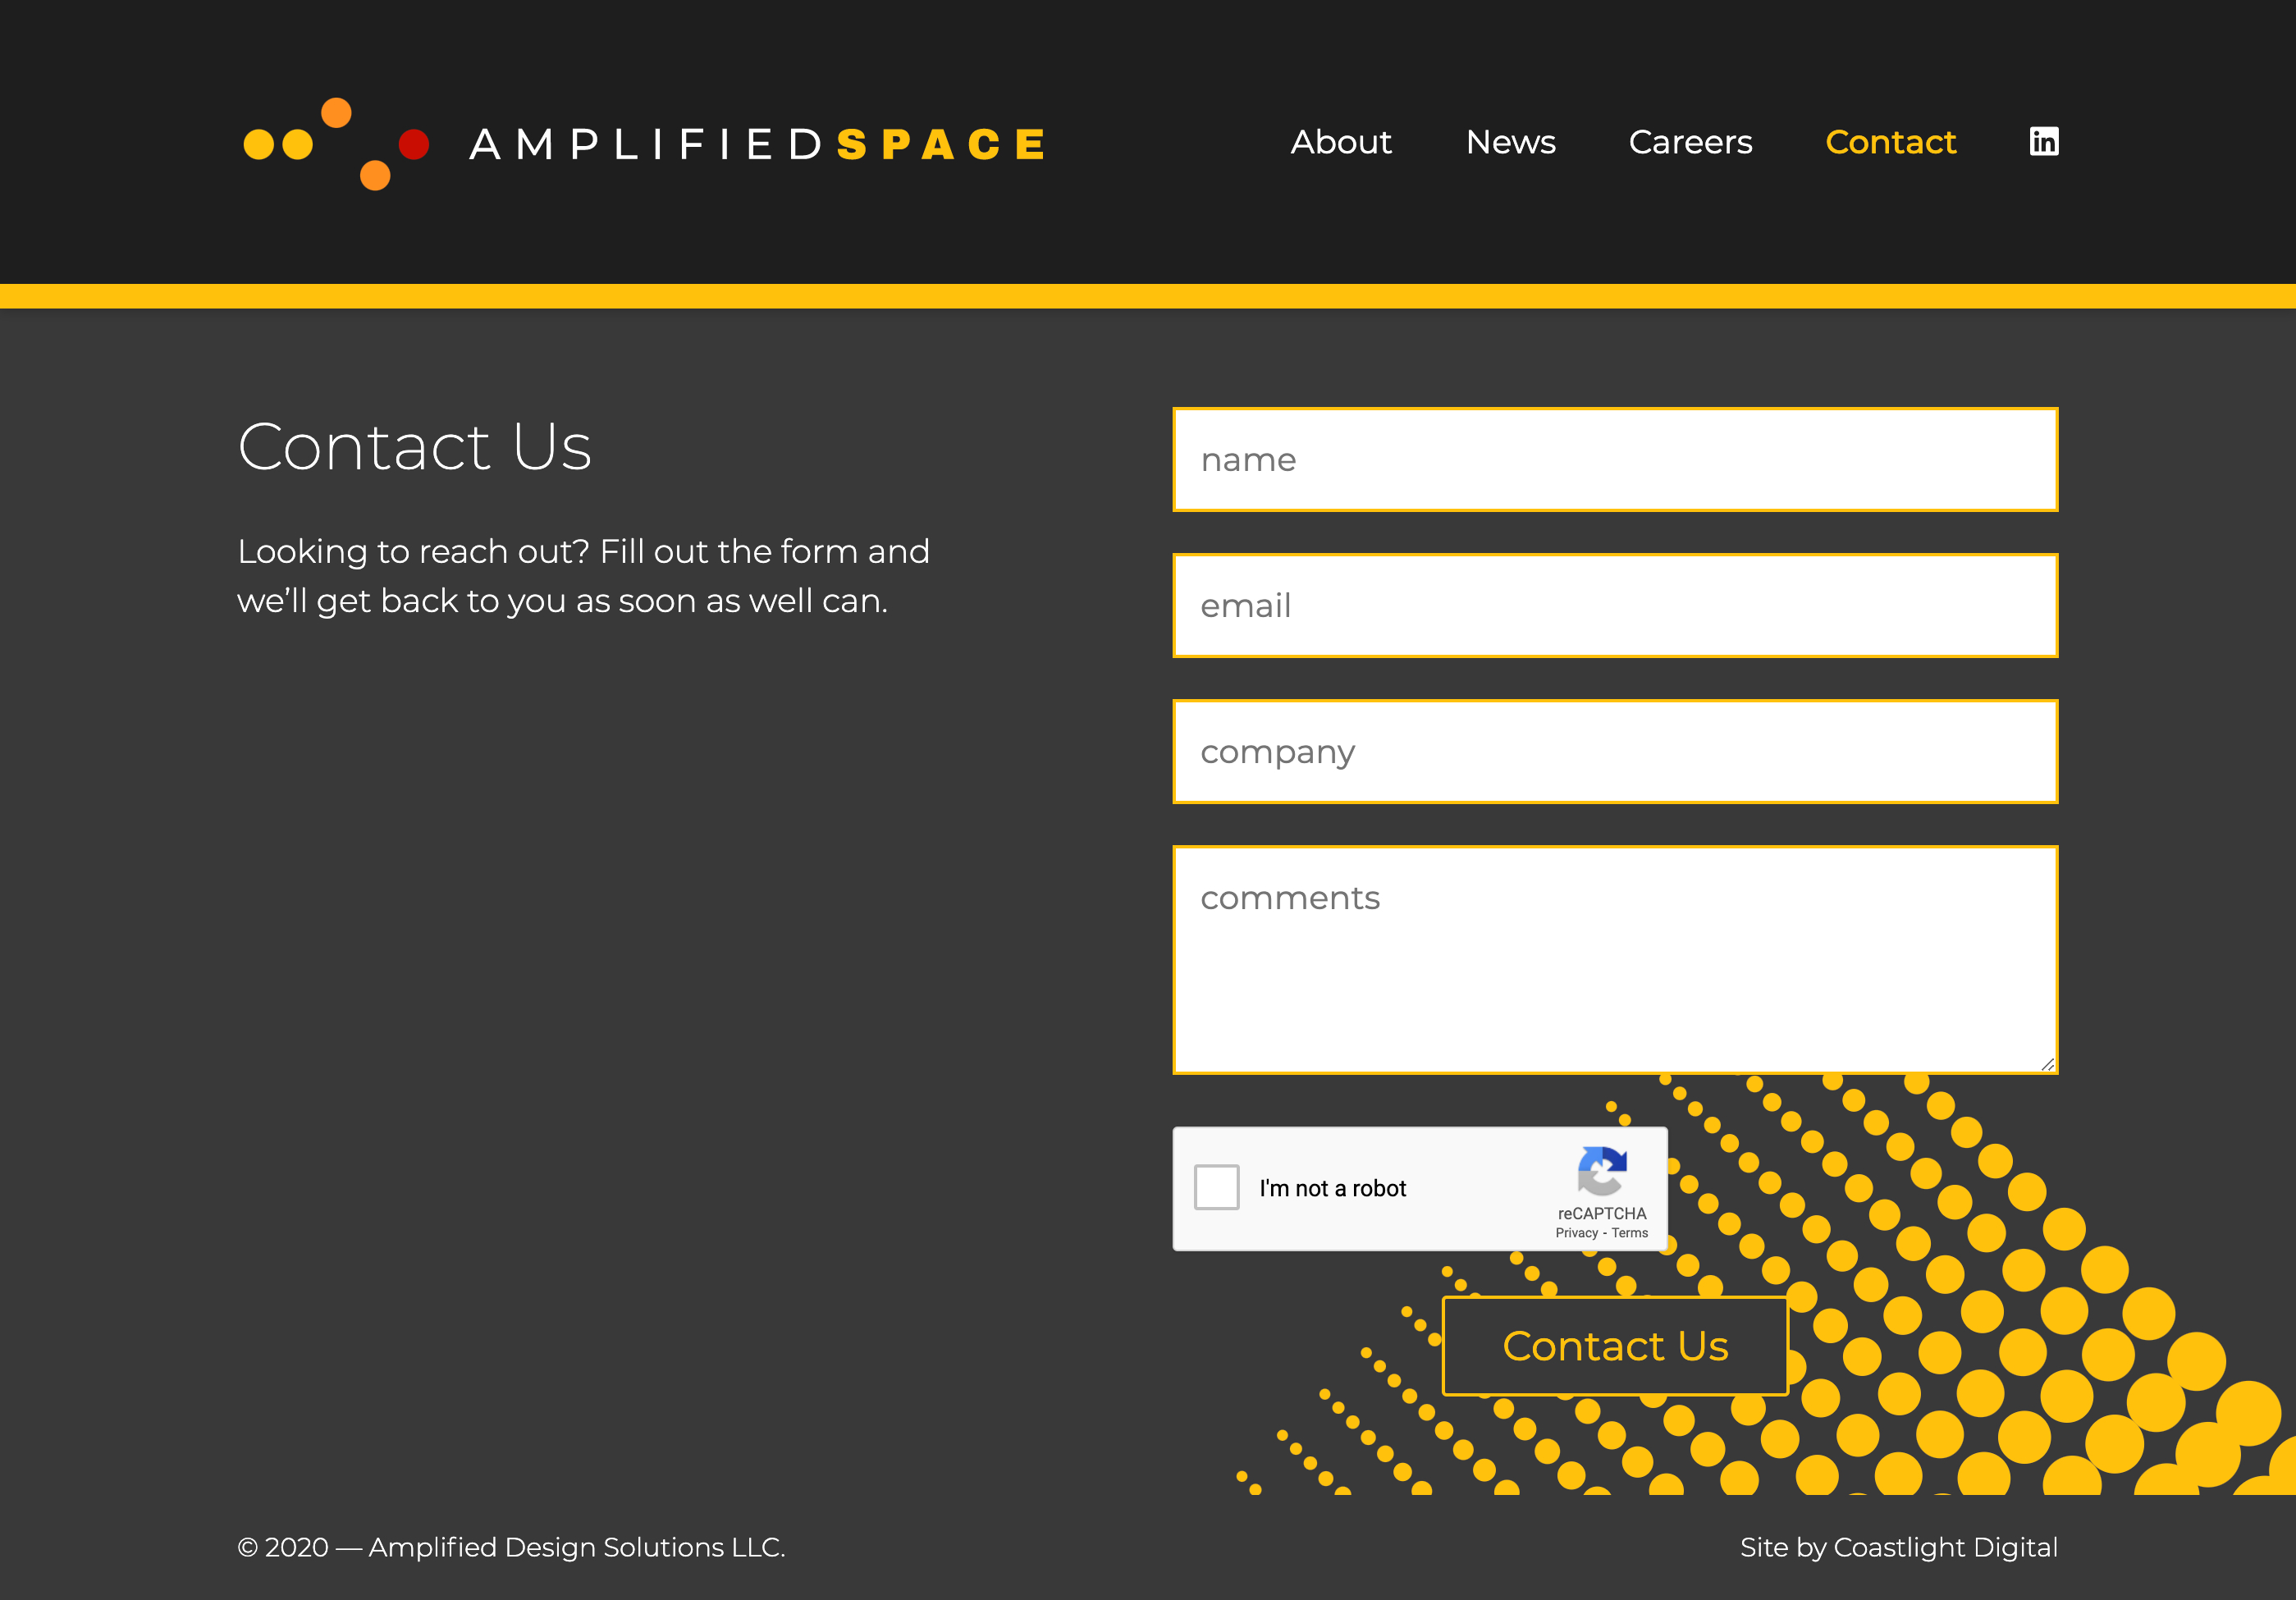 AMPLIFIEDSPACE
About News Careers Contact in
Contact Us
Looking to reach out? Fill out the form and
we'll get back to you as soon as well can.
name
email
company
comments
I'm not a robot
reCAPTCHA
Privacy - Terms
Contact Us
© 2020 — Amplified Design Solutions LLC.
Site by Coastlight Digital